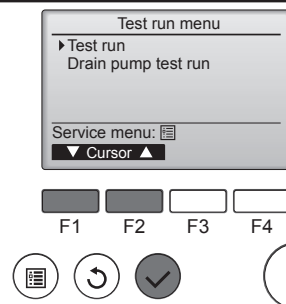 Test run menu
Test run
Drain pump test run
Service menu:
▼ Cursor ▲
F1 F2 F3 F4